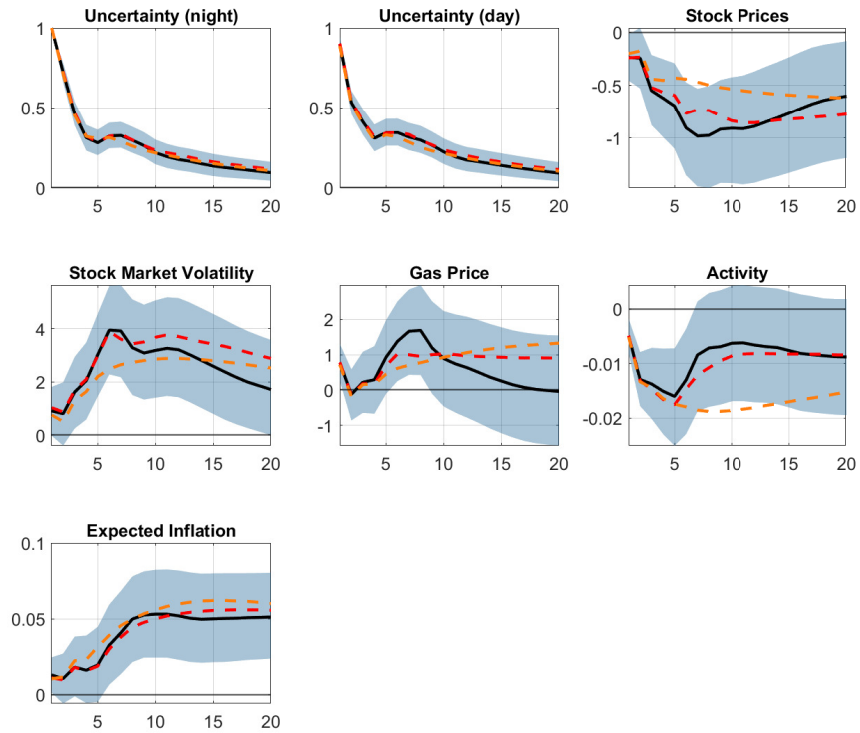 Uncertainty (night)
1
0.5
0
5 10 15 20
Uncertainty (day)
1
0.5
0
5 10 15 20
Stock Prices
0
-0.5
-1
5 10 15 20
Stock Market Volatility
4
2
0
5 10 15 20
Gas Price
2
1
0
-1
5 10 15 20
Activity
0
-0.01
-0.02
5 10 15 20
Expected Inflation
0.1
0.05
0
5 10 15 20